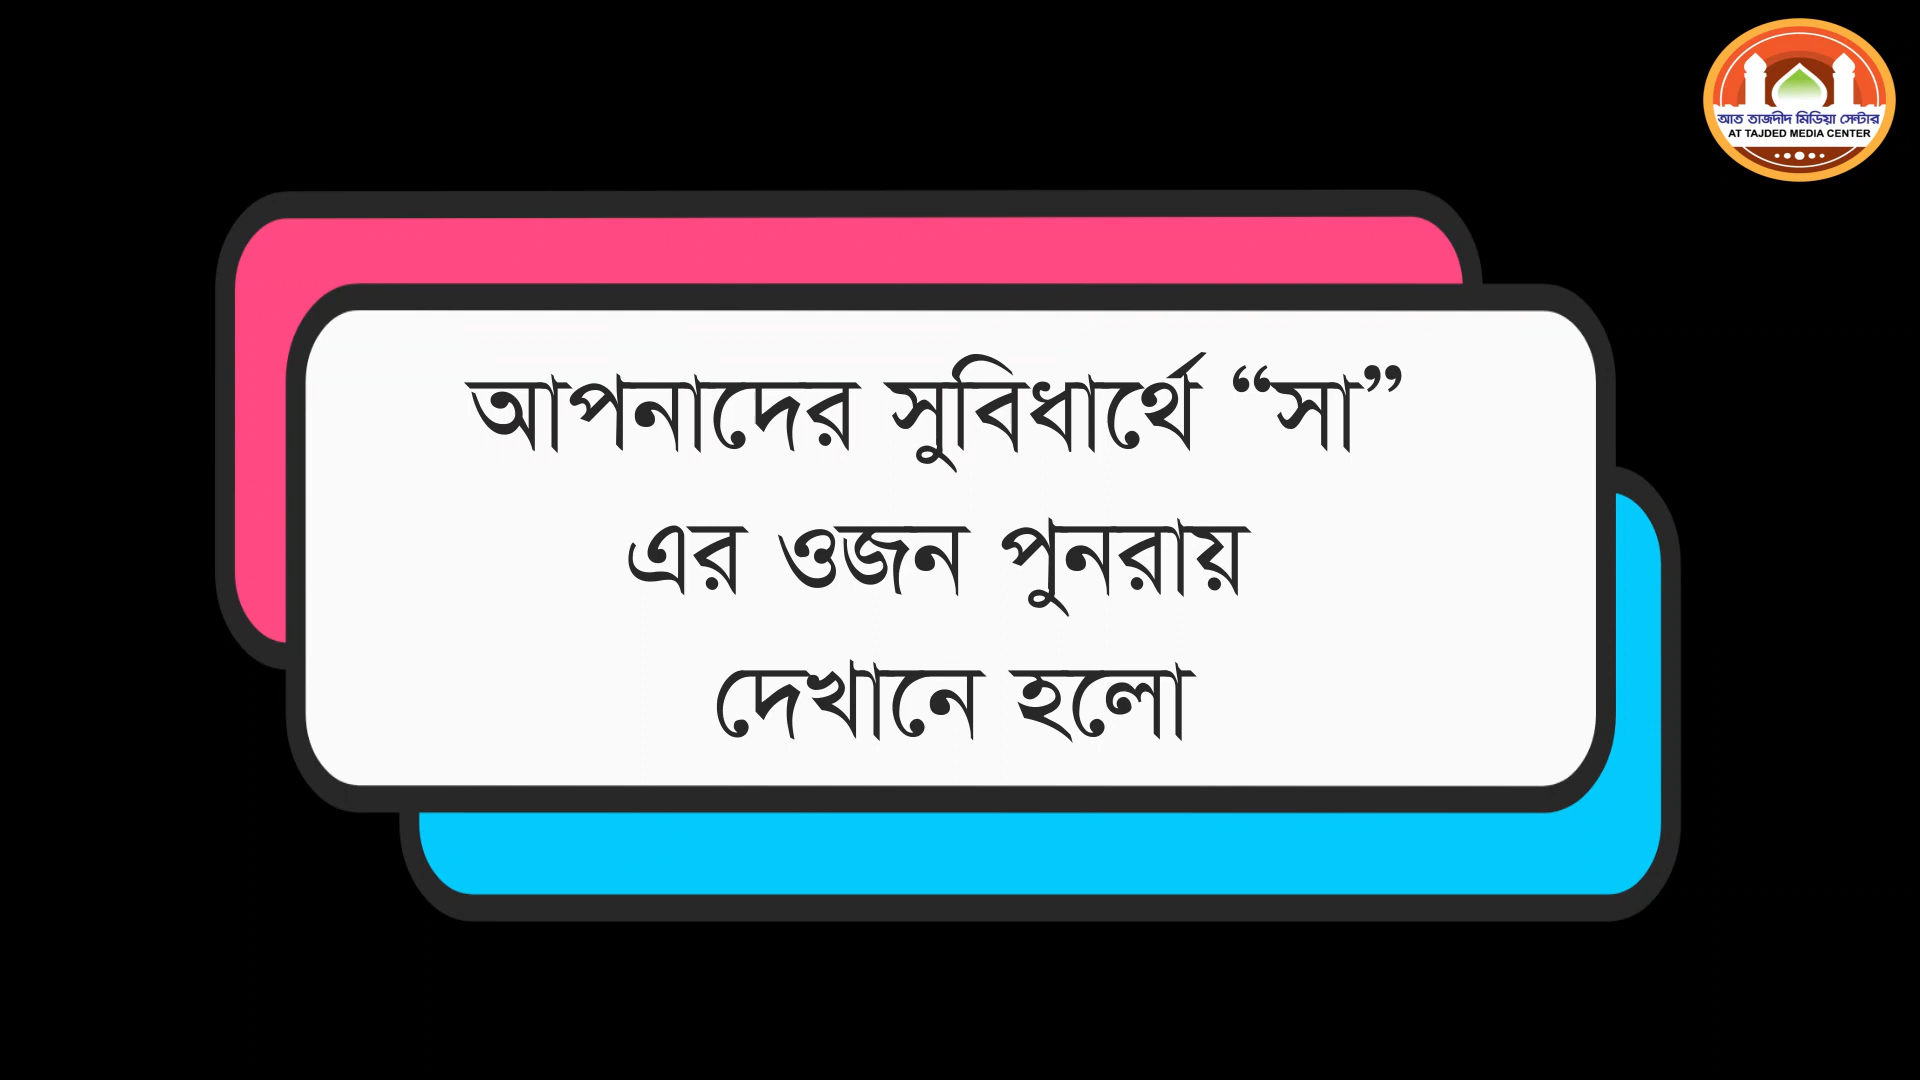 আত তাজদীদ মিডিয়া সেন্টার
AT TAJDED MEDIA CENTER
আপনাদের সুবিধার্থে “সা”
এর ওজন পুনরায়
দেখানে হলো